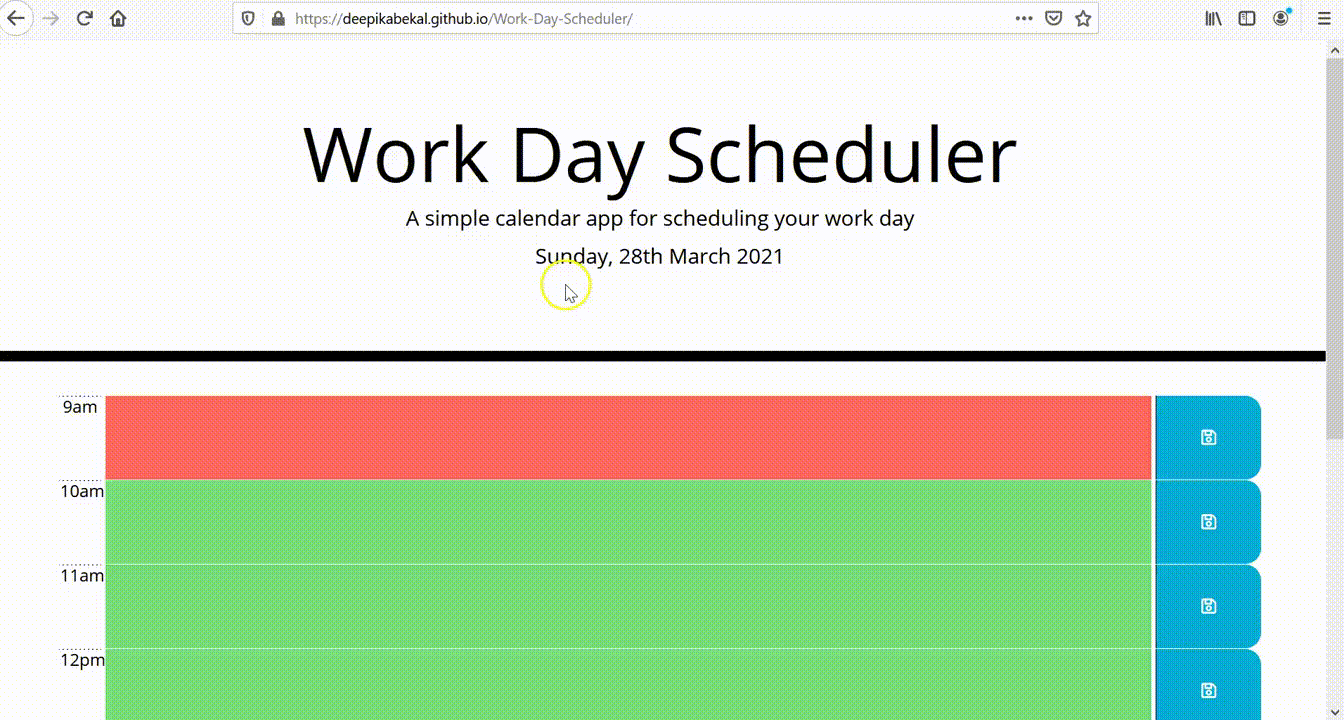 https://deepikabekal.github.io/Work-Day-Scheduler/
Work Day Scheduler
A simple calendar app for scheduling your work day
Sunday, 28th March 2021
9am
10am
11am
12pm